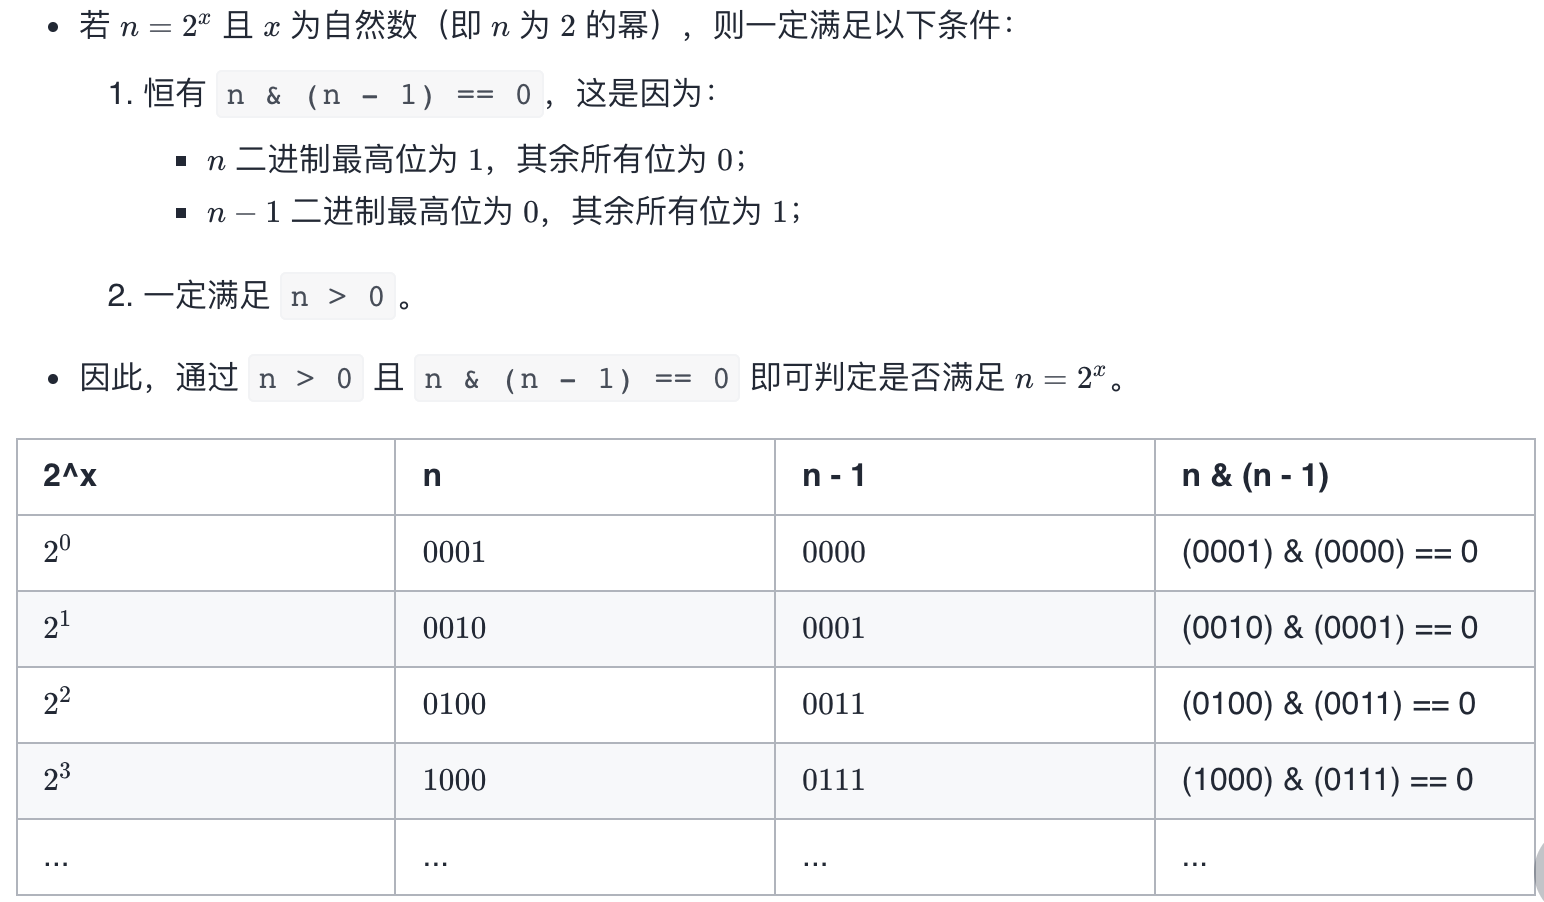 • 若 n = 2^x 且 x 为自然数（即 n 为 2 的幂），则一定满足以下条件：
1. 恒有 n & (n - 1) == 0，这是因为：
▪ n 二进制最高位为 1，其余所有位为 0；
▪ n − 1 二进制最高位为 0，其余所有位为 1；
2. 一定满足 n > 0。
• 因此，通过 n > 0 且 n & (n - 1) == 0 即可判定是否满足 n = 2^x。
2^x n n - 1 n & (n - 1)
2^0 0001 0000 (0001) & (0000) == 0
2^1 0010 0001 (0010) & (0001) == 0
2^2 0100 0011 (0100) & (0011) == 0
2^3 1000 0111 (1000) & (0111) == 0
... ... ... ...